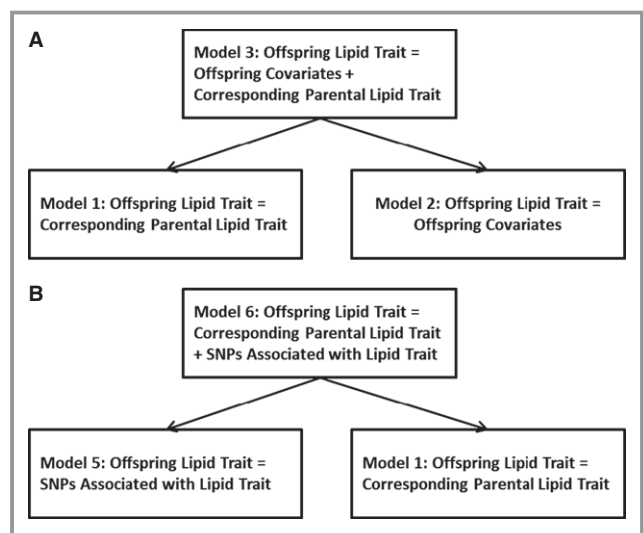 A
Model 3: Offspring Lipid Trait =
Offspring Covariates +
Corresponding Parental Lipid Trait
Model 1: Offspring Lipid Trait =
Corresponding Parental Lipid Trait
Model 2: Offspring Lipid Trait =
Offspring Covariates
B
Model 6: Offspring Lipid Trait =
Corresponding Parental Lipid Trait
+ SNPs Associated with Lipid Trait
Model 5: Offspring Lipid Trait =
SNPs Associated with Lipid Trait
Model 1: Offspring Lipid Trait =
Corresponding Parental Lipid Trait